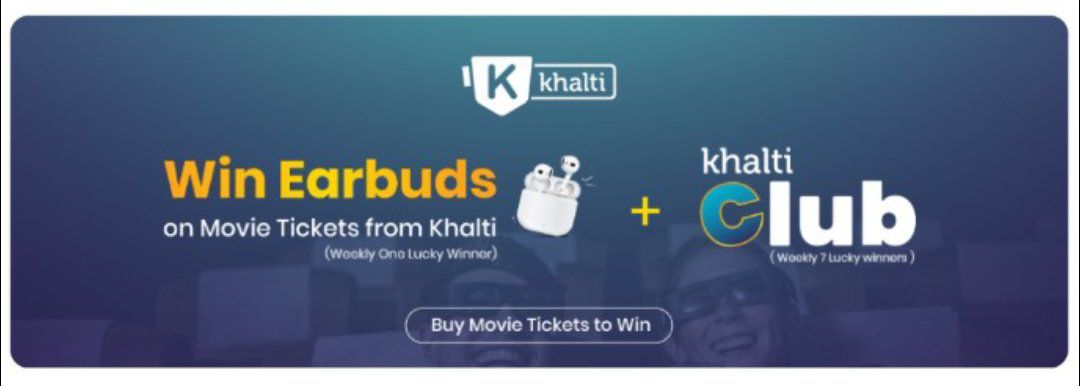 K khalti
Win Earbuds
on Movie Tickets from Khalti
(Weekly One Lucky Winner)
+
khalti
Club
( Weekly 7 Lucky winners )
Buy Movie Tickets to Win